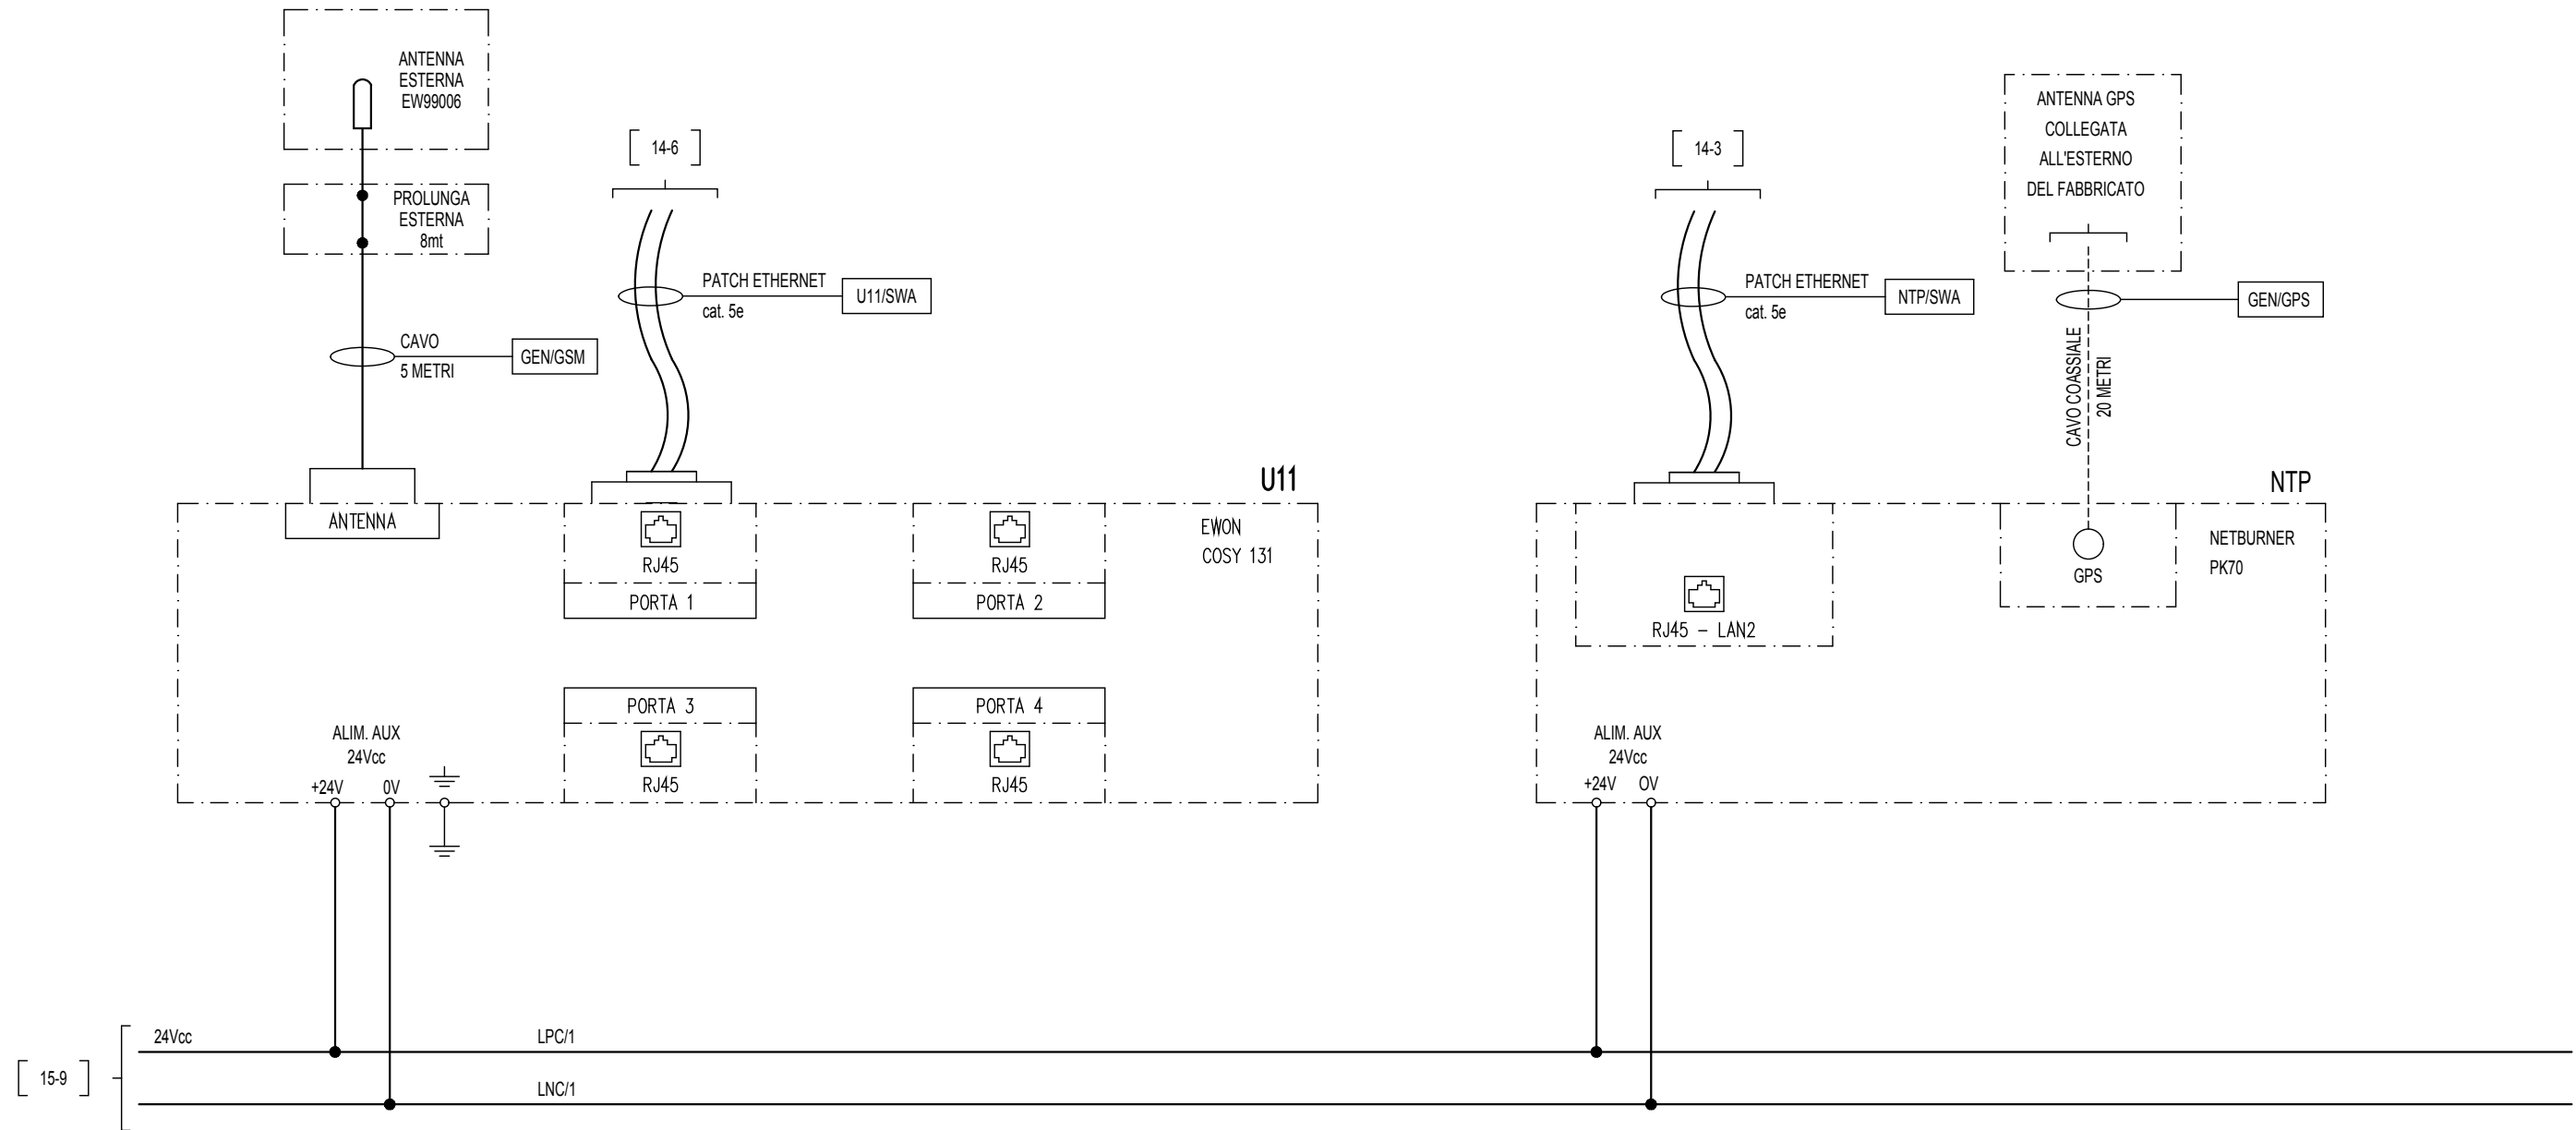 ANTENNA
ESTERNA
EW99006
PROLUNGA
ESTERNA
8mt
CAVO
5 METRI
GEN/GSM
14-6
PATCH ETHERNET
cat. 5e
U11/SWA
14-3
PATCH ETHERNET
cat. 5e
NTP/SWA
ANTENNA GPS
COLLEGATA
ALL'ESTERNO
DEL FABBRICATO
GEN/GPS
CAVO COASSIALE
20 METRI
U11
EWON
COSY 131
ANTENNA
RJ45
PORTA 1
RJ45
PORTA 2
PORTA 3
RJ45
PORTA 4
RJ45
ALIM. AUX
24Vcc
+24V
0V
NTP
NETBURNER
PK70
RJ45 - LAN2
GPS
ALIM. AUX
24Vcc
+24V
OV
15-9
24Vcc
LPC/1
LNC/1